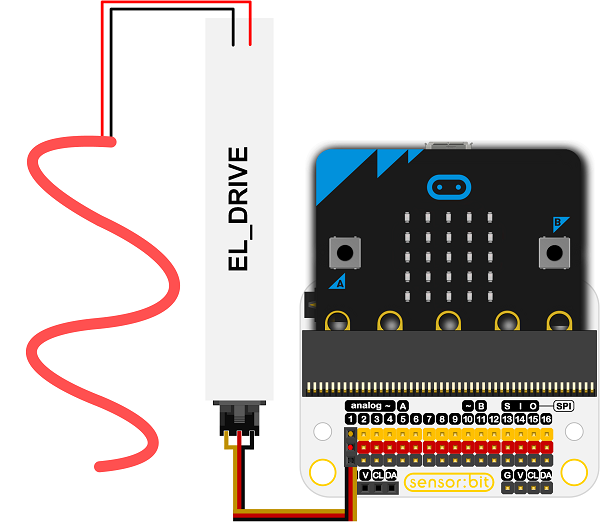 EL_DRIVE
B
A
analog ~ A ~ B S I O SPI
1 2 3 4 5 6 7 8 9 10 11 12 13 14 15 16
V CL DA
sensor:bit
G V CL DA